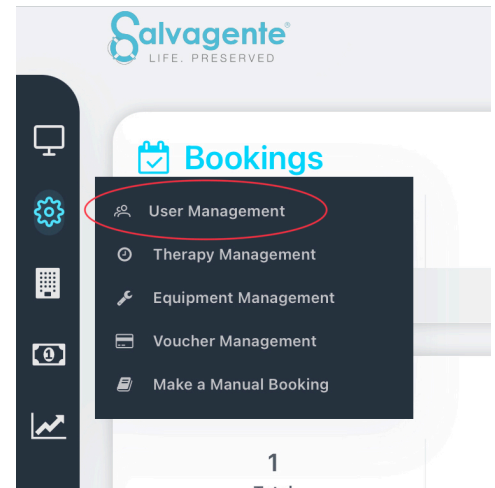 Salvagente®
LIFE. PRESERVED
Bookings
User Management
Therapy Management
Equipment Management
Voucher Management
Make a Manual Booking
1